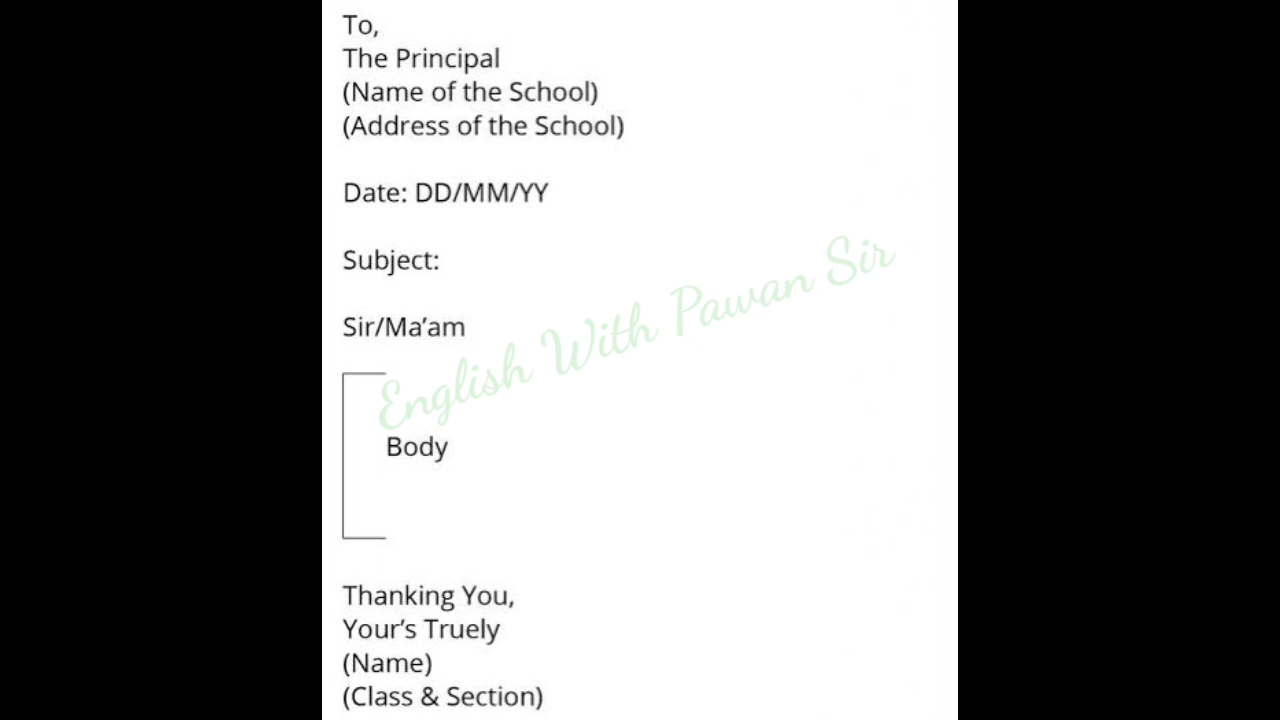 To,
The Principal
(Name of the School)
(Address of the School)
Date: DD/MM/YY
Subject:
Sir/Ma’am
English With Pawan Sir
Body
Thanking You,
Your’s Truely
(Name)
(Class & Section)